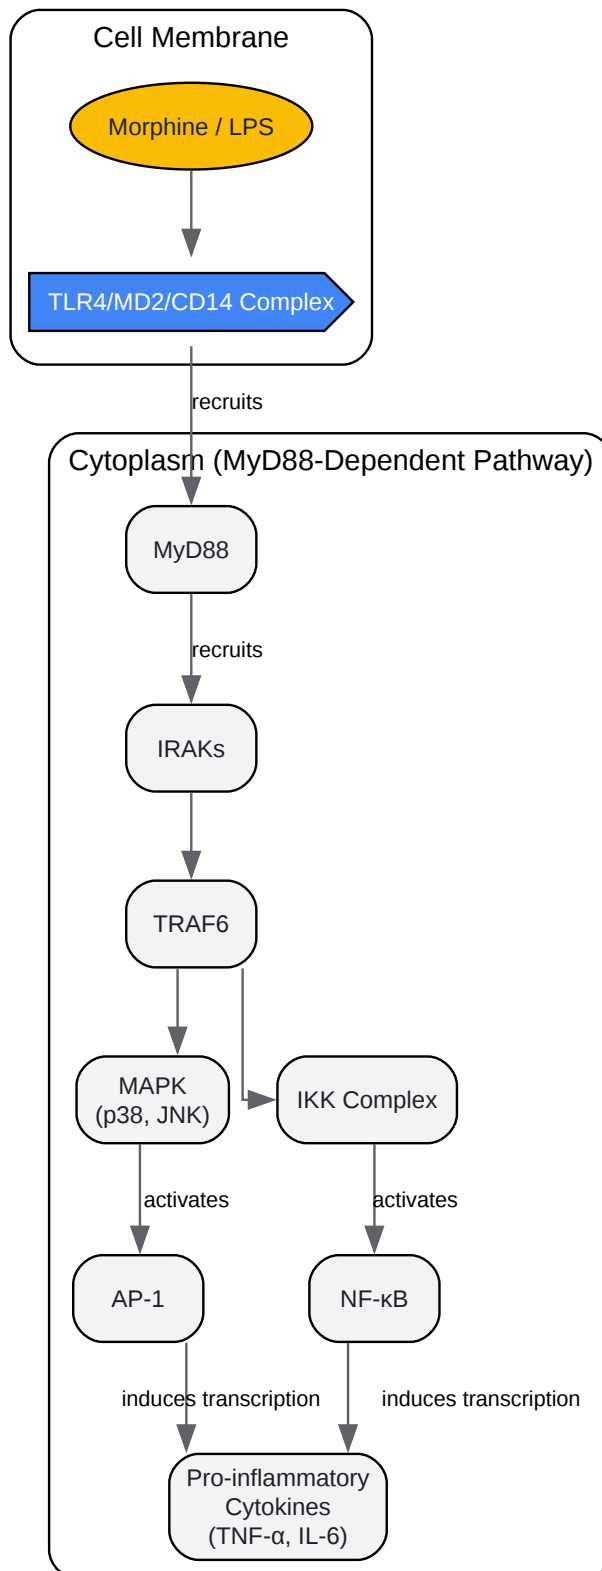 Cell Membrane
Morphine / LPS
TLR4/MD2/CD14 Complex
recruits
Cytoplasm (MyD88-Dependent Pathway)
MyD88
recruits
IRAKs
TRAF6
MAPK
(p38, JNK)
IKK Complex
activates
activates
AP-1
NF-κB
induces transcription
induces transcription
Pro-inflammatory
Cytokines
(TNF-α, IL-6)